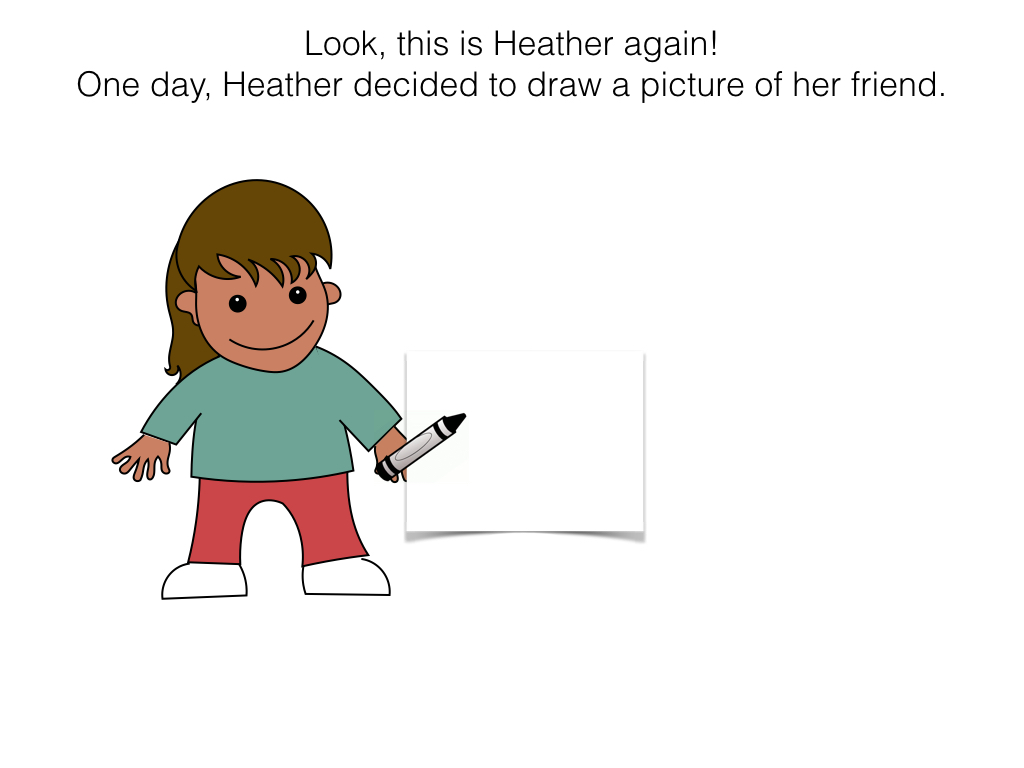 Look, this is Heather again!
One day, Heather decided to draw a picture of her friend.